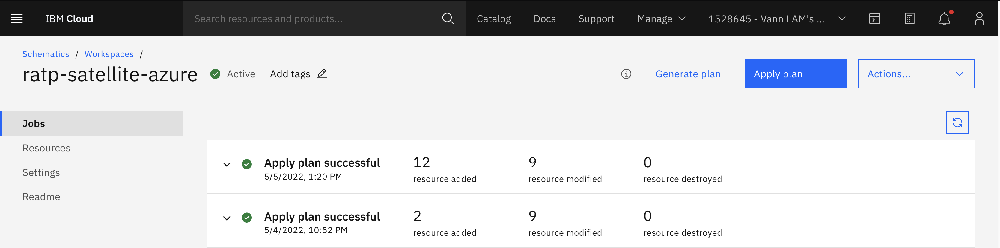 IBM Cloud
Search resources and products...
Catalog
Docs
Support
Manage
1528645 - Vann LAM's ...
Schematics / Workspaces /
ratp-satellite-azure
Active
Add tags
Generate plan
Apply plan
Actions...
Jobs
Resources
Settings
Readme
Apply plan successful
5/5/2022, 1:20 PM
12
resource added
9
resource modified
0
resource destroyed
Apply plan successful
5/4/2022, 10:52 PM
2
resource added
9
resource modified
0
resource destroyed